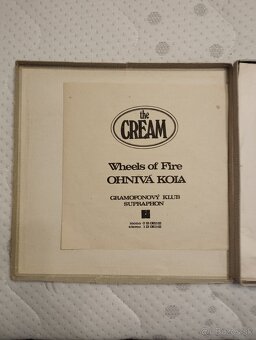 the
CREAM
Wheels of Fire
OHNIVÁ KOLA
GRAMOFONOVÝ KLUB
SUPRAPHON